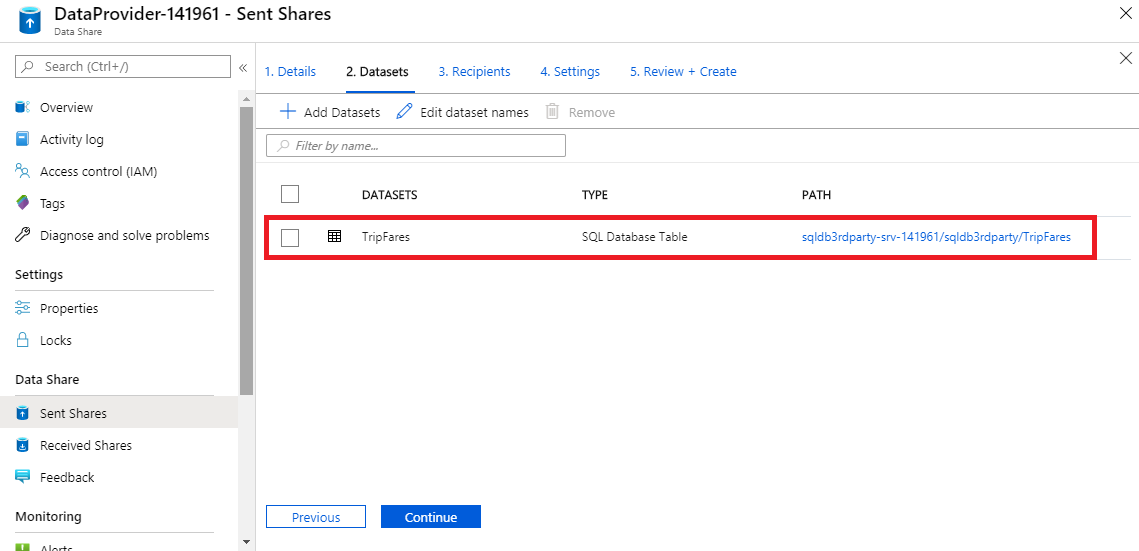 DataProvider-141961 - Sent Shares
Data Share
Search (Ctrl+/)
«
Overview
Activity log
Access control (IAM)
Tags
Diagnose and solve problems
Settings
Properties
Locks
Data Share
Sent Shares
Received Shares
Feedback
Monitoring
Alerts
1. Details 2. Datasets 3. Recipients 4. Settings 5. Review + Create
Add Datasets Edit dataset names Remove
Filter by name...
DATASETS TYPE PATH
TripFares SQL Database Table sqldb3rdparty-srv-141961/sqldb3rdparty/TripFares
Previous Continue